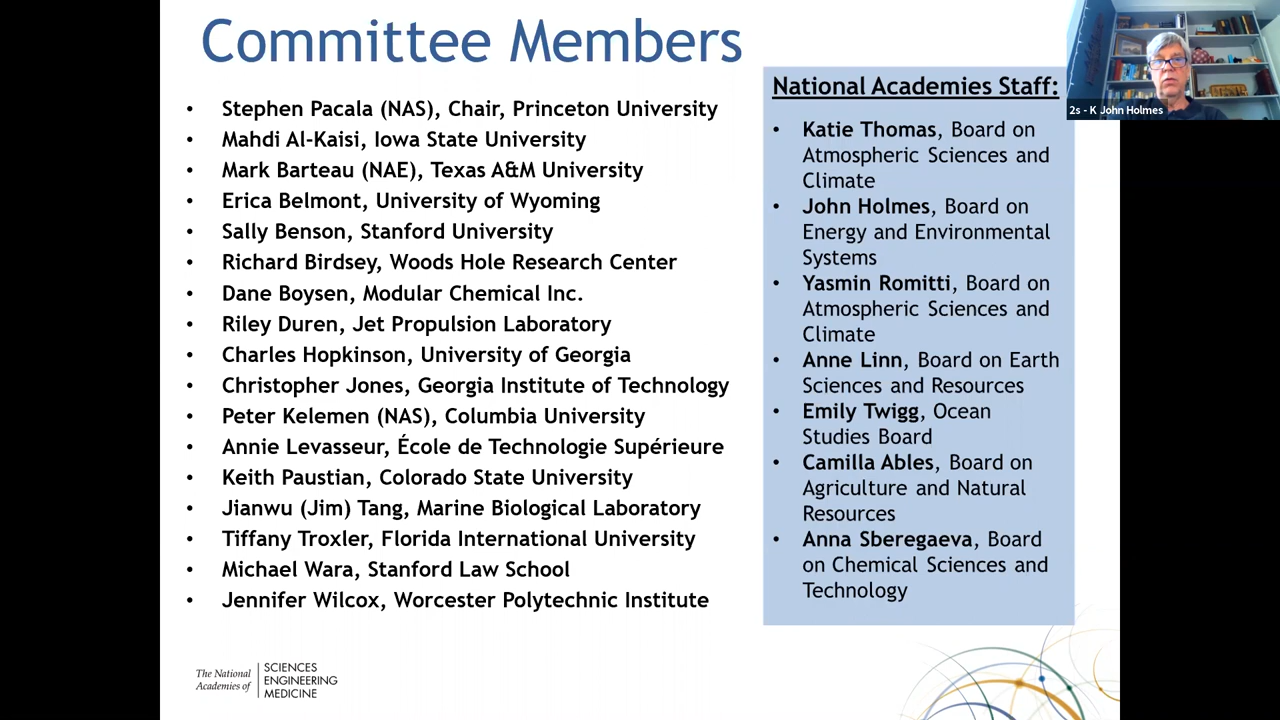 Committee Members
• Stephen Pacala (NAS), Chair, Princeton University
• Mahdi Al-Kaisi, Iowa State University
• Mark Barteau (NAE), Texas A&M University
• Erica Belmont, University of Wyoming
• Sally Benson, Stanford University
• Richard Birdsey, Woods Hole Research Center
• Dane Boysen, Modular Chemical Inc.
• Riley Duren, Jet Propulsion Laboratory
• Charles Hopkinson, University of Georgia
• Christopher Jones, Georgia Institute of Technology
• Peter Kelemen (NAS), Columbia University
• Annie Levasseur, École de Technologie Supérieure
• Keith Paustian, Colorado State University
• Jianwu (Jim) Tang, Marine Biological Laboratory
• Tiffany Troxler, Florida International University
• Michael Wara, Stanford Law School
• Jennifer Wilcox, Worcester Polytechnic Institute
National Academies Staff:
• Katie Thomas, Board on
Atmospheric Sciences and
Climate
• John Holmes, Board on
Energy and Environmental
Systems
• Yasmin Romitti, Board on
Atmospheric Sciences and
Climate
• Anne Linn, Board on Earth
Sciences and Resources
• Emily Twigg, Ocean
Studies Board
• Camilla Ables, Board on
Agriculture and Natural
Resources
• Anna Sberegaeva, Board
on Chemical Sciences and
Technology
2s - K John Holmes
The National
Academies of
SCIENCES
ENGINEERING
MEDICINE